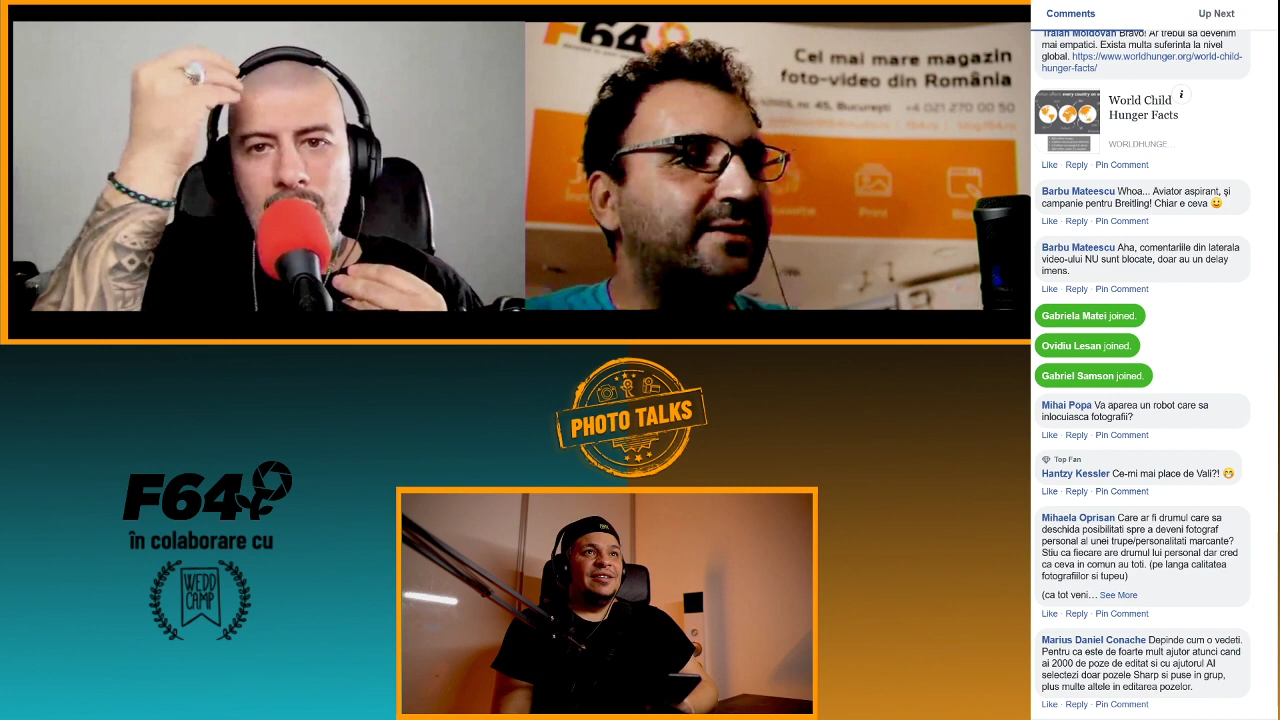 F64
Cel mai mare magazin
foto-video din România
nr. 45, București +4 021 270 00 50
Print
PHOTO TALKS
F64
în colaborare cu
WEDD
CAMP
Comments
Up Next
Traian Moldovan Bravo! Ar trebui sa devenim
mai empatici. Exista multa suferinta la nivel
global. https://www.worldhunger.org/world-child-
hunger-facts/
World Child
Hunger Facts
WORLDHUNGE...
Like · Reply · Pin Comment
Barbu Mateescu Whoa... Aviator aspirant, și
campanie pentru Breitling! Chiar e ceva 🙂
Like · Reply · Pin Comment
Barbu Mateescu Aha, comentariile din laterala
video-ului NU sunt blocate, doar au un delay
imens.
Like · Reply · Pin Comment
Gabriela Matei joined.
Ovidiu Lesan joined.
Gabriel Samson joined.
Mihai Popa Va aparea un robot care sa
inlocuiasca fotografii?
Like · Reply · Pin Comment
Top Fan
Hantzy Kessler Ce-mi mai place de Vali?! 😁
Like · Reply · Pin Comment
Mihaela Oprisan Care ar fi drumul care sa
deschida posibilitati spre a deveni fotograf
personal al unei trupe/personalitati marcante?
Stiu ca fiecare are drumul lui personal dar cred
ca ceva in comun au toti. (pe langa calitatea
fotografiilor si tupeu)
(ca tot veni... See More
Like · Reply · Pin Comment
Marius Daniel Conache Depinde cum o vedeti.
Pentru ca este de foarte mult ajutor atunci cand
ai 2000 de poze de editat si cu ajutorul AI
selectezi doar pozele Sharp si puse in grup,
plus multe altele in editarea pozelor.
Like · Reply · Pin Comment